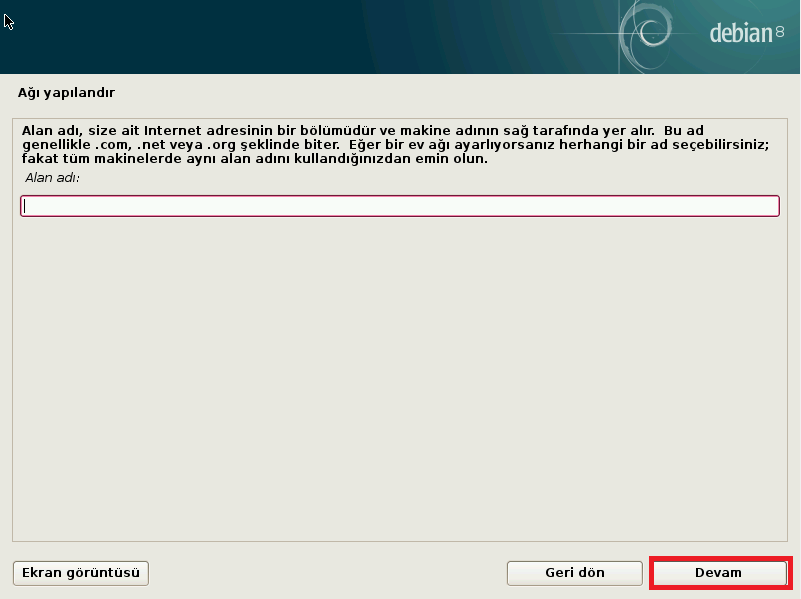 debian 8
Ağı yapılandır
Alan adı, size ait Internet adresinin bir bölümüdür ve makine adının sağ tarafında yer alır.  Bu ad
genellikle .com, .net veya .org şeklinde biter.  Eğer bir ev ağı ayarlıyorsanız herhangi bir ad seçebilirsiniz;
fakat tüm makinelerde aynı alan adını kullandığınızdan emin olun.
Alan adı:
Ekran görüntüsü
Geri dön
Devam